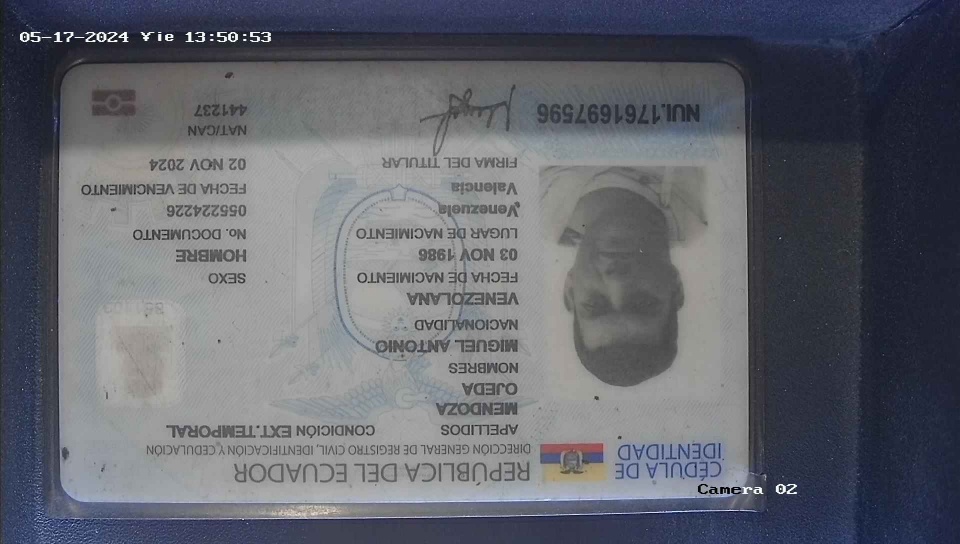 05-17-2024 Vie 13:50:53
CÉDULA DE
IDENTIDAD
REPÚBLICA DEL ECUADOR
DIRECCIÓN GENERAL DE REGISTRO CIVIL, IDENTIFICACIÓN Y CEDULACIÓN
APELLIDOS
CONDICIÓN EXT.TEMPORAL
MENDOZA
OJEDA
NOMBRES
MIGUEL ANTONIO
NACIONALIDAD
VENEZOLANA
FECHA DE NACIMIENTO
03 NOV 1986
LUGAR DE NACIMIENTO
Venezuela
Valencia
FIRMA DEL TITULAR
SEXO
HOMBRE
No. DOCUMENTO
055224226
FECHA DE VENCIMIENTO
02 NOV 2024
NAT/CAN
441237
NUI.1761697596
Camera 02